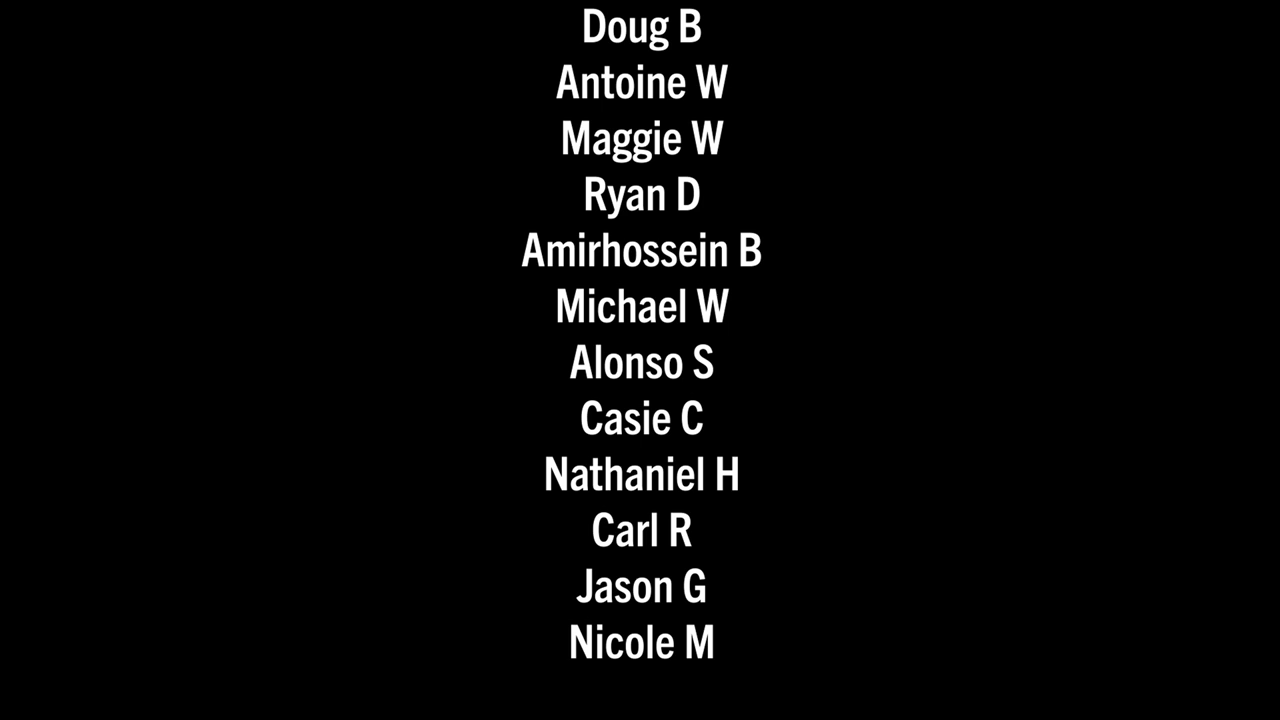 Doug B
Antoine W
Maggie W
Ryan D
Amirhossein B
Michael W
Alonso S
Casie C
Nathaniel H
Carl R
Jason G
Nicole M